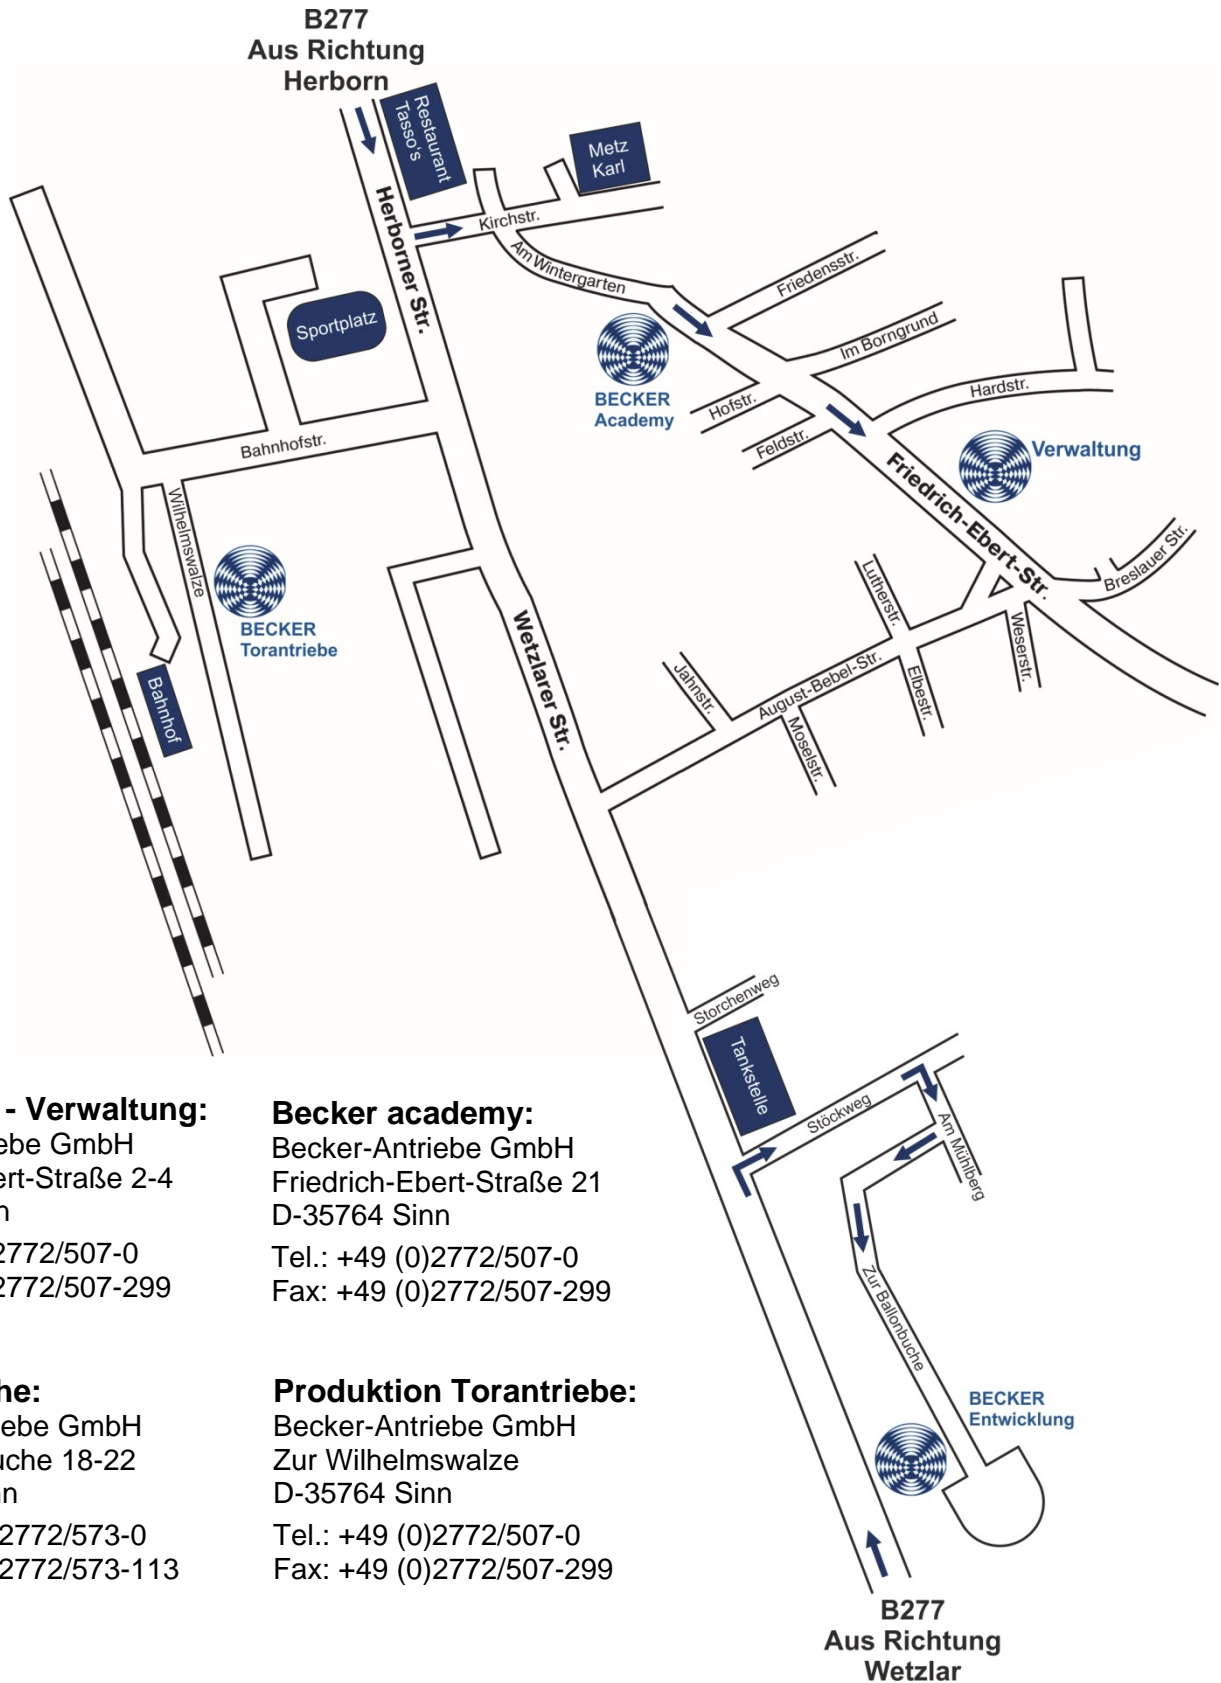 B277
Aus Richtung
Herborn
Restaurant
Tasso's
Metz
Karl
Herborner Str.
Kirchstr.
Am Wintergarten
Friedensstr.
Sportplatz
Im Borngrund
BECKER
Academy
Hofstr.
Feldstr.
Hardstr.
Verwaltung
Bahnhofstr.
Friedrich-Ebert-Str.
Wilhelmswalze
BECKER
Torantriebe
Breslauer Str.
Lutherstr.
Weserstr.
Wetzlarer Str.
August-Bebel-Str.
Elbestr.
Jahnstr.
Moselstr.
Bahnhof
Storchenweg
Tankstelle
Stöckweg
Am Mühlberg
Zur Ballonbuche
BECKER
Entwicklung
- Verwaltung:
ebe GmbH
ert-Straße 2-4
n
2772/507-0
2772/507-299
Becker academy:
Becker-Antriebe GmbH
Friedrich-Ebert-Straße 21
D-35764 Sinn
Tel.: +49 (0)2772/507-0
Fax: +49 (0)2772/507-299
he:
iebe GmbH
uche 18-22
nn
2772/573-0
2772/573-113
Produktion Torantriebe:
Becker-Antriebe GmbH
Zur Wilhelmswalze
D-35764 Sinn
Tel.: +49 (0)2772/507-0
Fax: +49 (0)2772/507-299
B277
Aus Richtung
Wetzlar